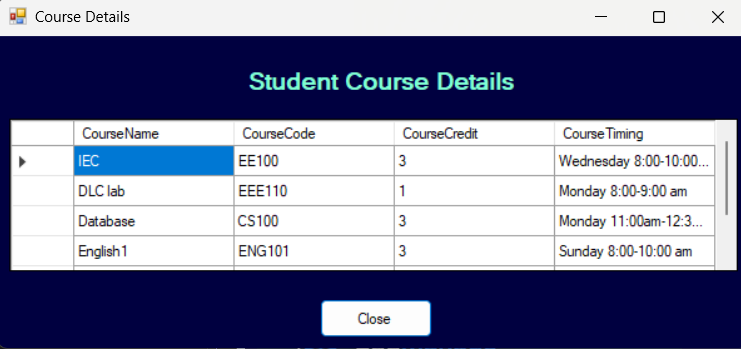 Course Details
Student Course Details
CourseName CourseCode CourseCredit CourseTiming
IEC EE100 3 Wednesday 8:00-10:00...
DLC lab EEE110 1 Monday 8:00-9:00 am
Database CS100 3 Monday 11:00am-12:3...
English1 ENG101 3 Sunday 8:00-10:00 am
Close